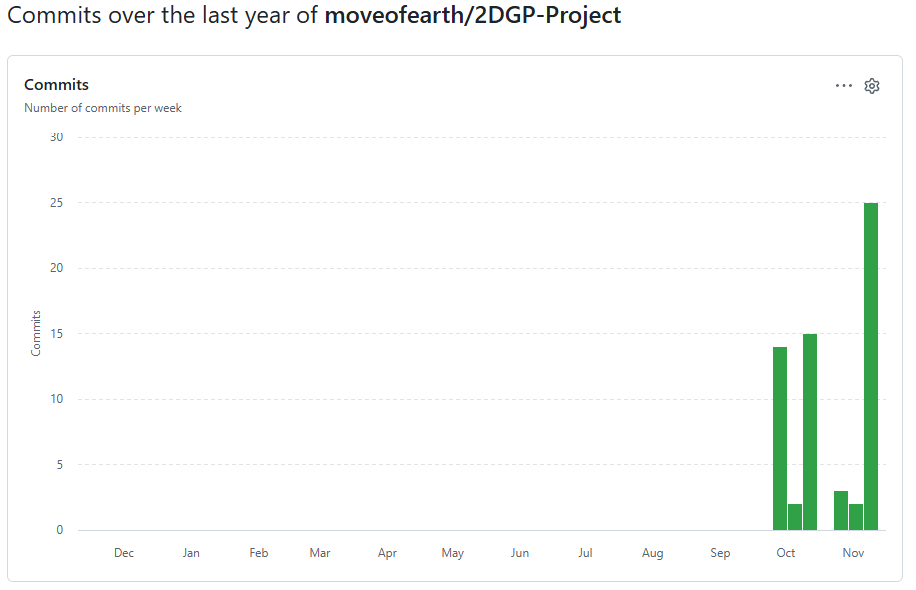 Commits over the last year of moveofearth/2DGP-Project
Commits
Number of commits per week
30
25
20
15
10
5
0
Commits
Dec Jan Feb Mar Apr May Jun Jul Aug Sep Oct Nov